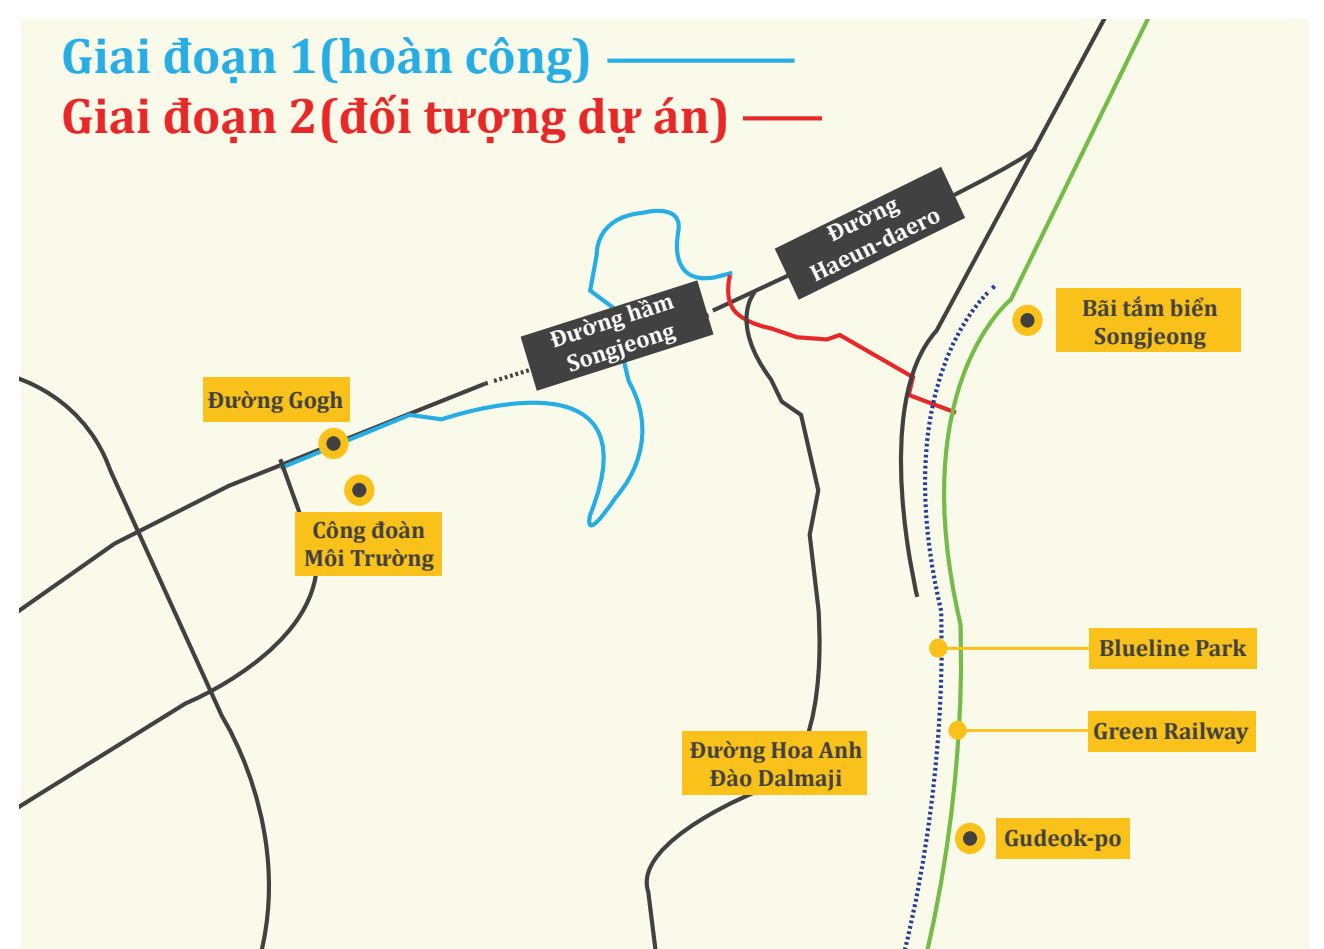 Giai đoạn 1(hoàn công)
Giai đoạn 2(đối tượng dự án)
Đường
Haeun-daero
Đường hầm
Songjeong
Bãi tắm biển
Songjeong
Đường Gogh
Công đoàn
Môi Trường
Blueline Park
Green Railway
Đường Hoa Anh
Đào Dalmaji
Gudeok-po